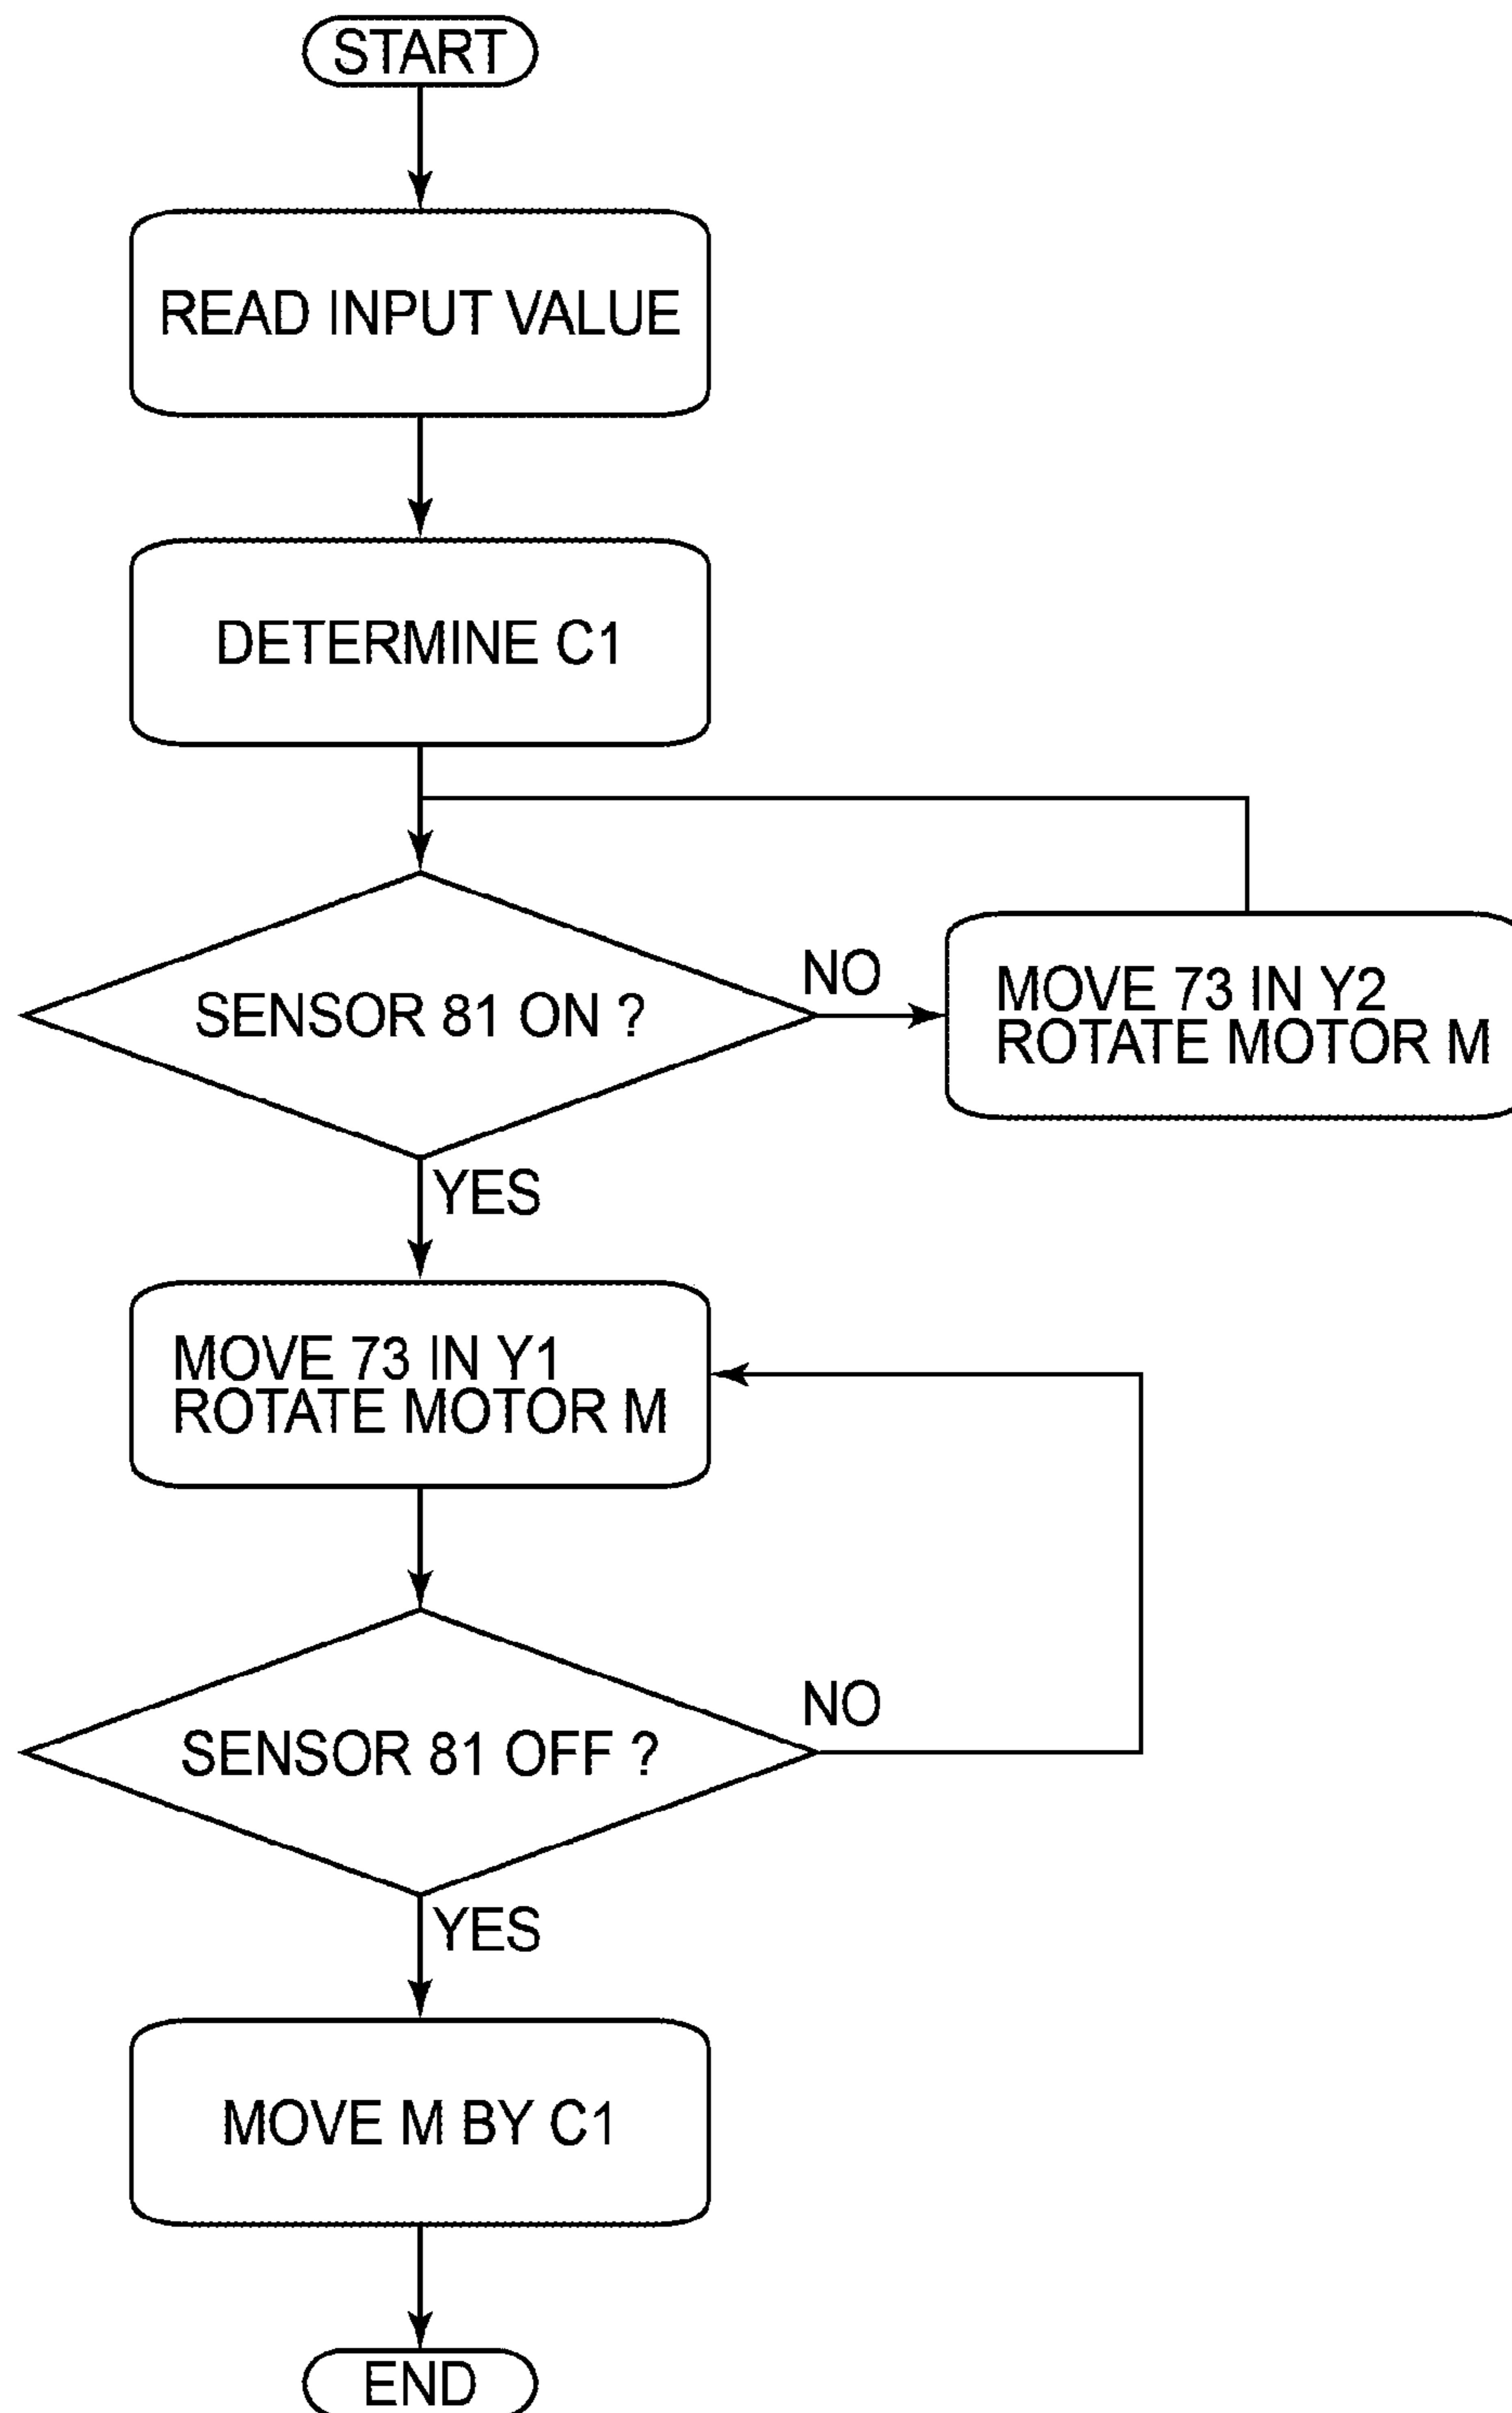 START
READ INPUT VALUE
DETERMINE C1
SENSOR 81 ON ?
NO
MOVE 73 IN Y2
ROTATE MOTOR M
YES
MOVE 73 IN Y1
ROTATE MOTOR M
SENSOR 81 OFF ?
NO
YES
MOVE M BY C1
END